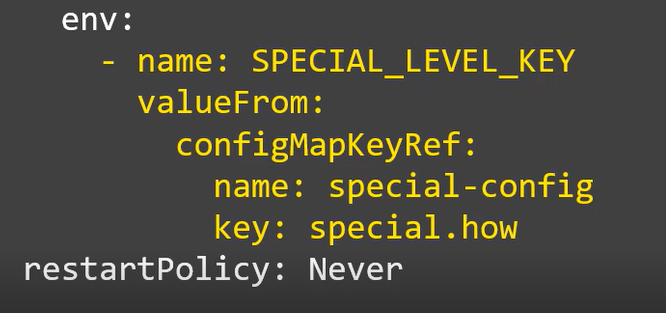 env:
- name: SPECIAL_LEVEL_KEY
valueFrom:
configMapKeyRef:
name: special-config
key: special.how
restartPolicy: Never